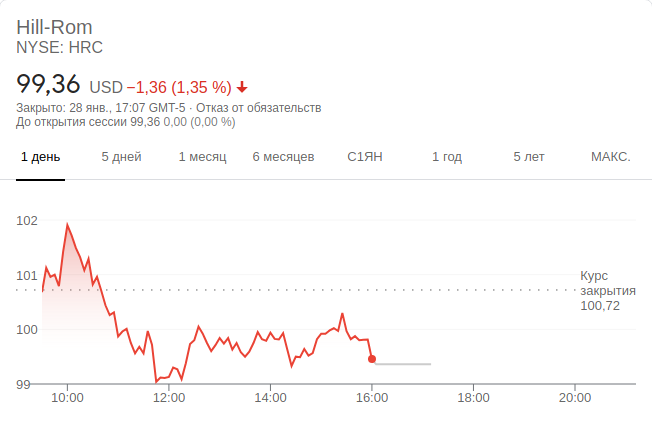 Hill-Rom
NYSE: HRC
99,36 USD −1,36 (1,35 %)
Закрыто: 28 янв., 17:07 GMT-5 · Отказ от обязательств
До открытия сессии 99,36 0,00 (0,00 %)
1 день 5 дней 1 месяц 6 месяцев С1ЯН 1 год 5 лет МАКС.
102
101
100
99
Курс
закрытия
100,72
10:00 12:00 14:00 16:00 18:00 20:00